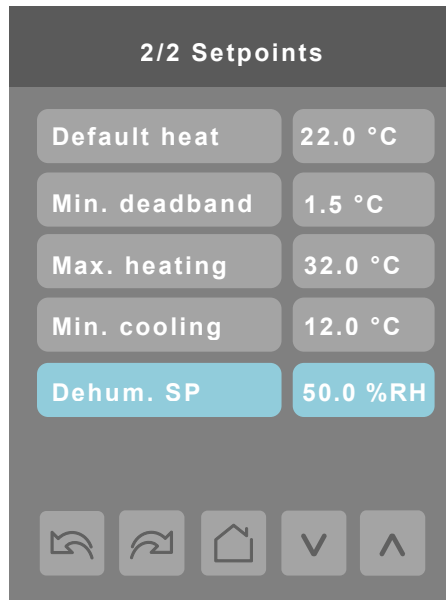 2/2 Setpoints
Default heat 22.0 °C
Min. deadband 1.5 °C
Max. heating 32.0 °C
Min. cooling 12.0 °C
Dehum. SP 50.0 %RH